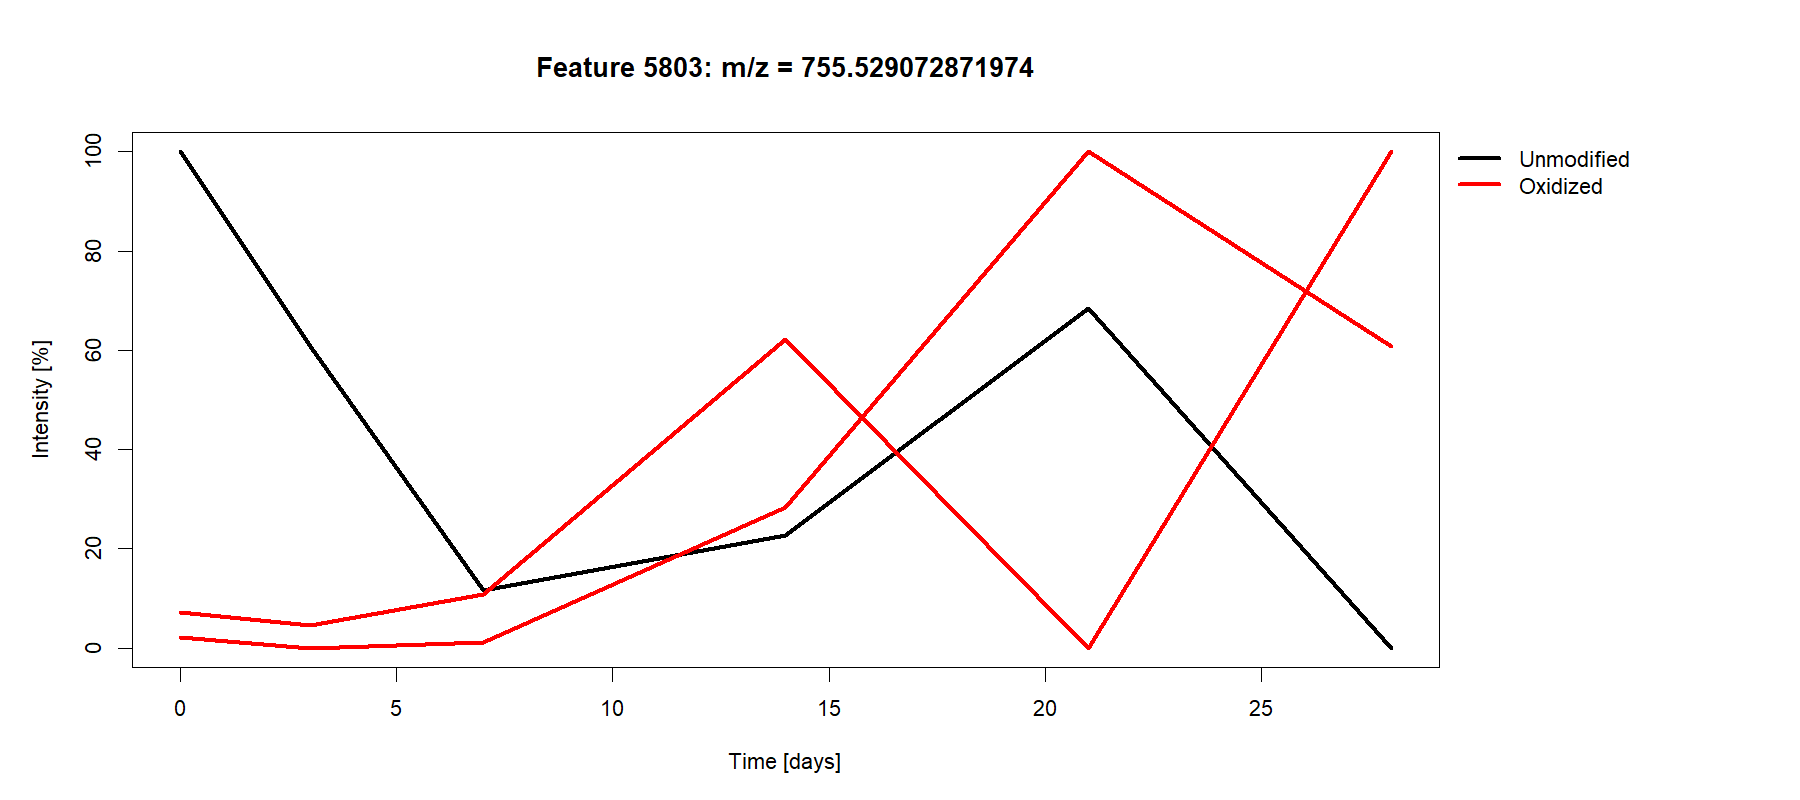 Feature 5803: m/z = 755.529072871974
Unmodified
Oxidized
Intensity [%]
100
80
60
40
20
0
0 5 10 15 20 25
Time [days]